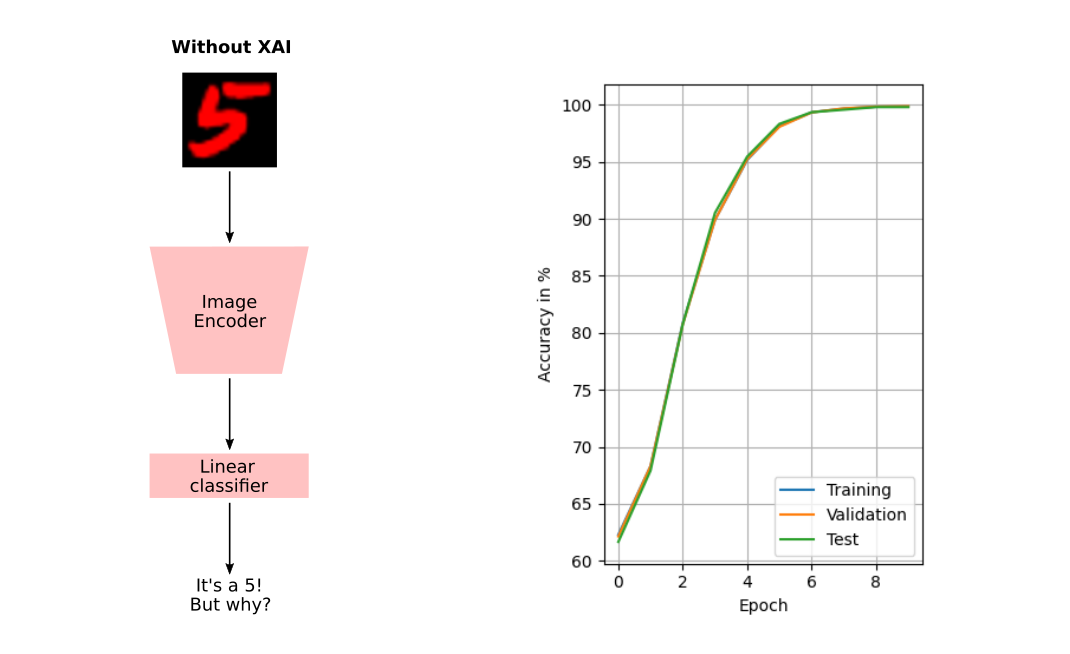 Without XAI
5
Image
Encoder
Linear
classifier
It's a 5!
But why?
Accuracy in %
100
95
90
85
80
75
70
65
60
0 2 4 6 8
Epoch
Training
Validation
Test